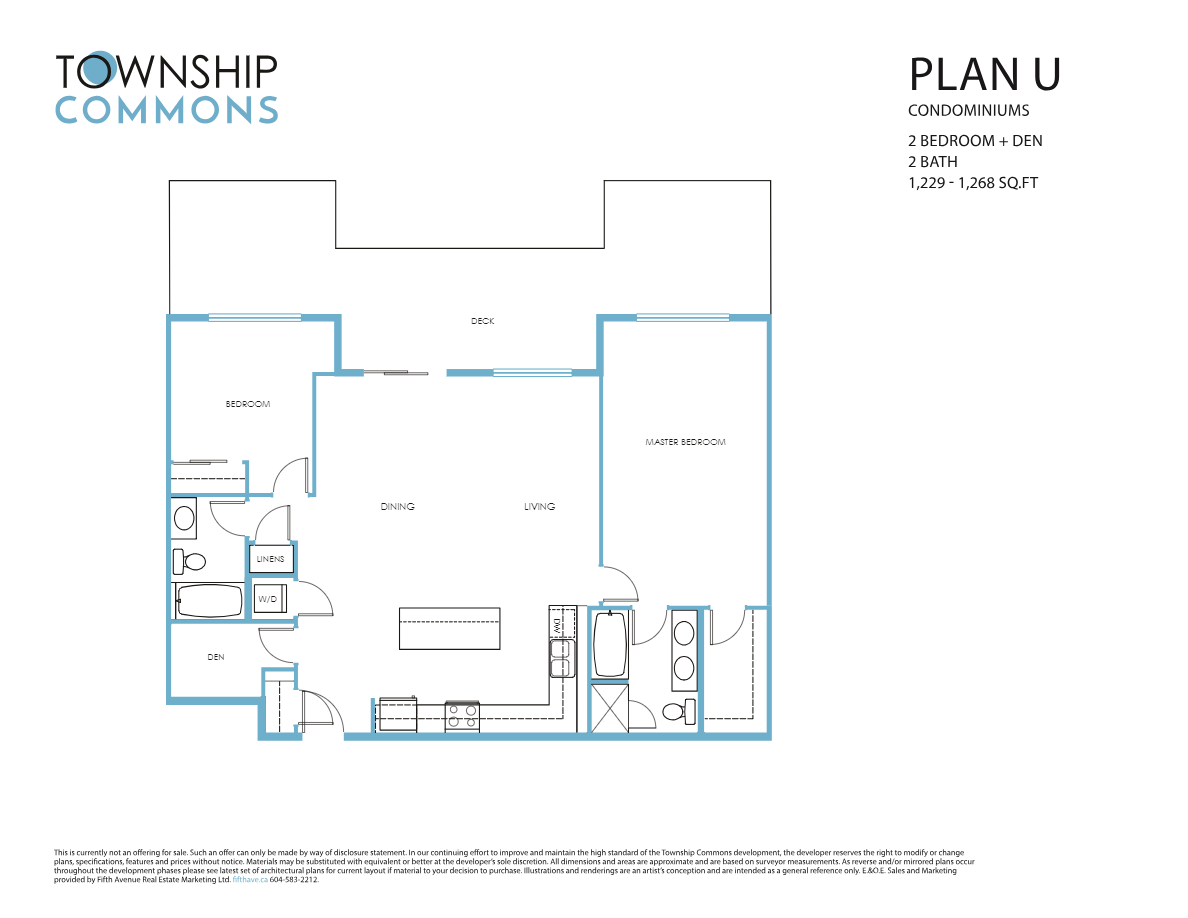 TOWNSHIP
COMMONS
PLAN U
CONDOMINIUMS
2 BEDROOM + DEN
2 BATH
1,229 - 1,268 SQ.FT
DECK
BEDROOM
MASTER BEDROOM
DINING
LIVING
LINENS
W/D
DW
DEN
This is currently not an offering for sale. Such an offer can only be made by way of disclosure statement. In our continuing effort to improve and maintain the high standard of the Township Commons development, the developer reserves the right to modify or change
plans, specifications, features and prices without notice. Materials may be substituted with equivalent or better at the developer's sole discretion. All dimensions and areas are approximate and are based on surveyor measurements. As reverse and/or mirrored plans occur
throughout the development phases please see latest set of architectural plans for current layout if material to your decision to purchase. Illustrations and renderings are an artist's conception and are intended as a general reference only. E.&O.E. Sales and Marketing
provided by Fifth Avenue Real Estate Marketing Ltd. fifthave.ca 604-583-2212.